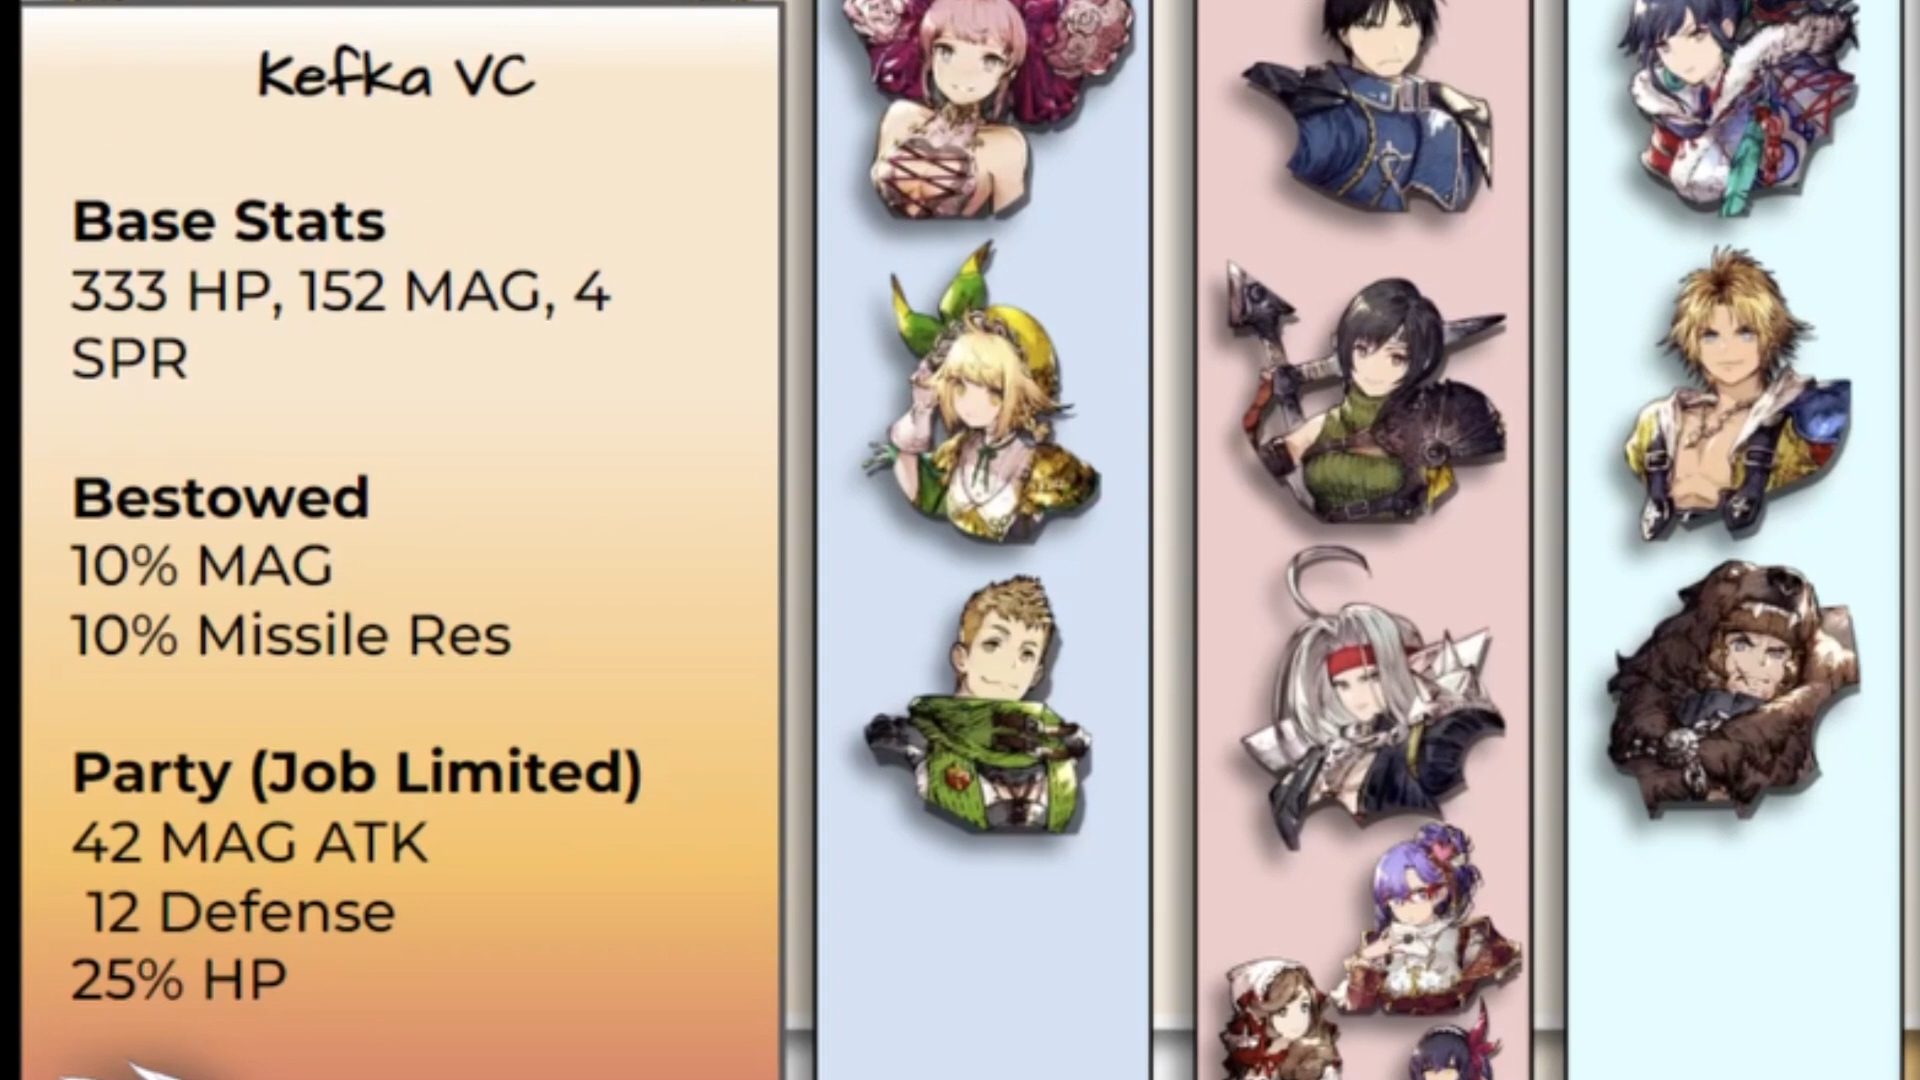 Kefka VC
Base Stats
333 HP, 152 MAG, 4
SPR
Bestowed
10% MAG
10% Missile Res
Party (Job Limited)
42 MAG ATK
12 Defense
25% HP